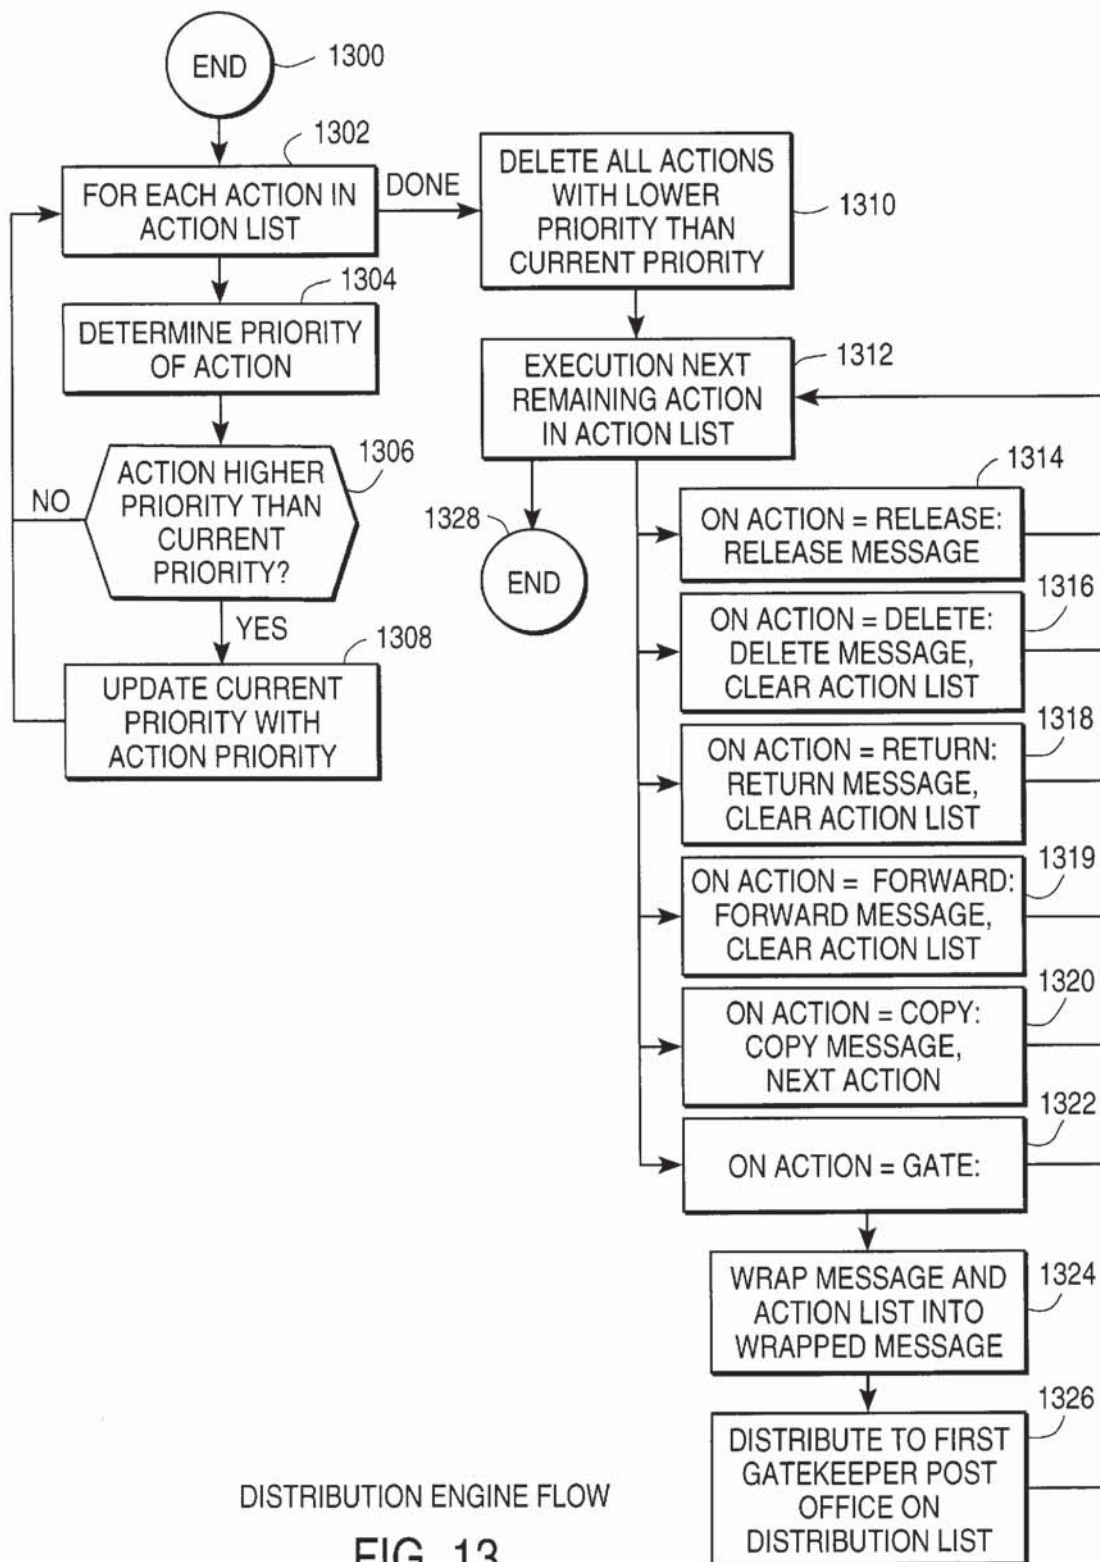 END
1300
1302
FOR EACH ACTION IN
ACTION LIST
DONE
DELETE ALL ACTIONS
WITH LOWER
PRIORITY THAN
CURRENT PRIORITY
1310
1304
DETERMINE PRIORITY
OF ACTION
EXECUTION NEXT
REMAINING ACTION
IN ACTION LIST
1312
1306
ACTION HIGHER
PRIORITY THAN
CURRENT
PRIORITY?
NO
YES
1308
UPDATE CURRENT
PRIORITY WITH
ACTION PRIORITY
1328
END
1314
ON ACTION = RELEASE:
RELEASE MESSAGE
1316
ON ACTION = DELETE:
DELETE MESSAGE,
CLEAR ACTION LIST
1318
ON ACTION = RETURN:
RETURN MESSAGE,
CLEAR ACTION LIST
1319
ON ACTION = FORWARD:
FORWARD MESSAGE,
CLEAR ACTION LIST
1320
ON ACTION = COPY:
COPY MESSAGE,
NEXT ACTION
1322
ON ACTION = GATE:
WRAP MESSAGE AND
ACTION LIST INTO
WRAPPED MESSAGE
1324
1326
DISTRIBUTE TO FIRST
GATEKEEPER POST
OFFICE ON
DISTRIBUTION LIST
DISTRIBUTION ENGINE FLOW
FIG. 13